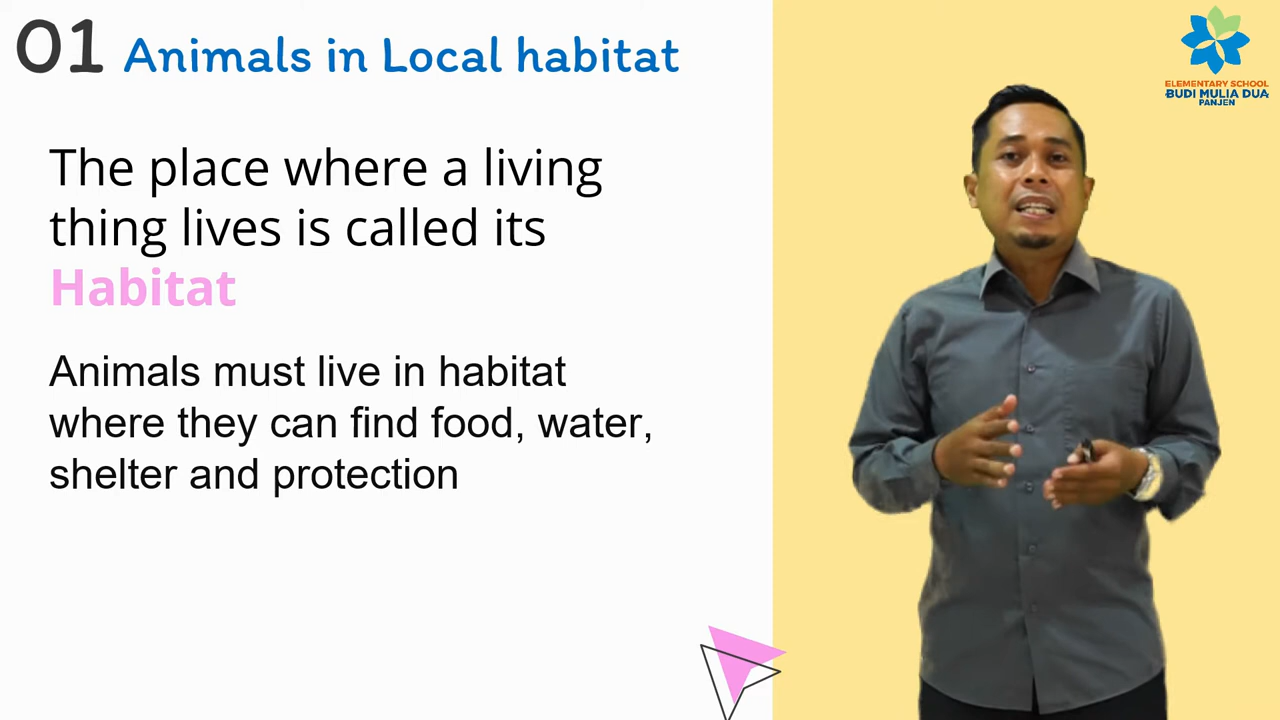 01 Animals in Local habitat
ELEMENTARY SCHOOL
BUDI MULIA DUA
PANJEN
The place where a living
thing lives is called its
Habitat
Animals must live in habitat
where they can find food, water,
shelter and protection